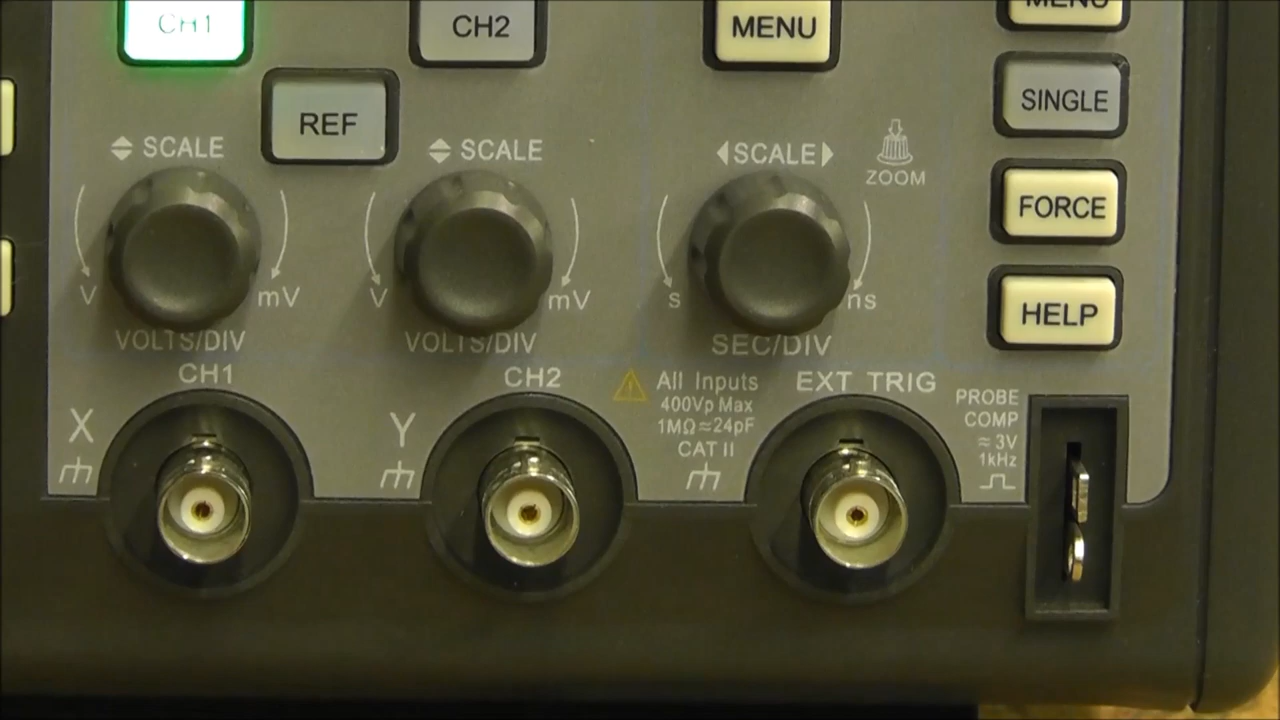 CH1
CH2
MENU
MENU
REF
SINGLE
SCALE
SCALE
SCALE
ZOOM
FORCE
V
mV
V
mV
s
ns
HELP
VOLTS/DIV
VOLTS/DIV
SEC/DIV
CH1
CH2
All Inputs
400Vp Max
1MΩ≈24pF
CAT II
EXT TRIG
PROBE
COMP
≈ 3V
1kHz
X
Y